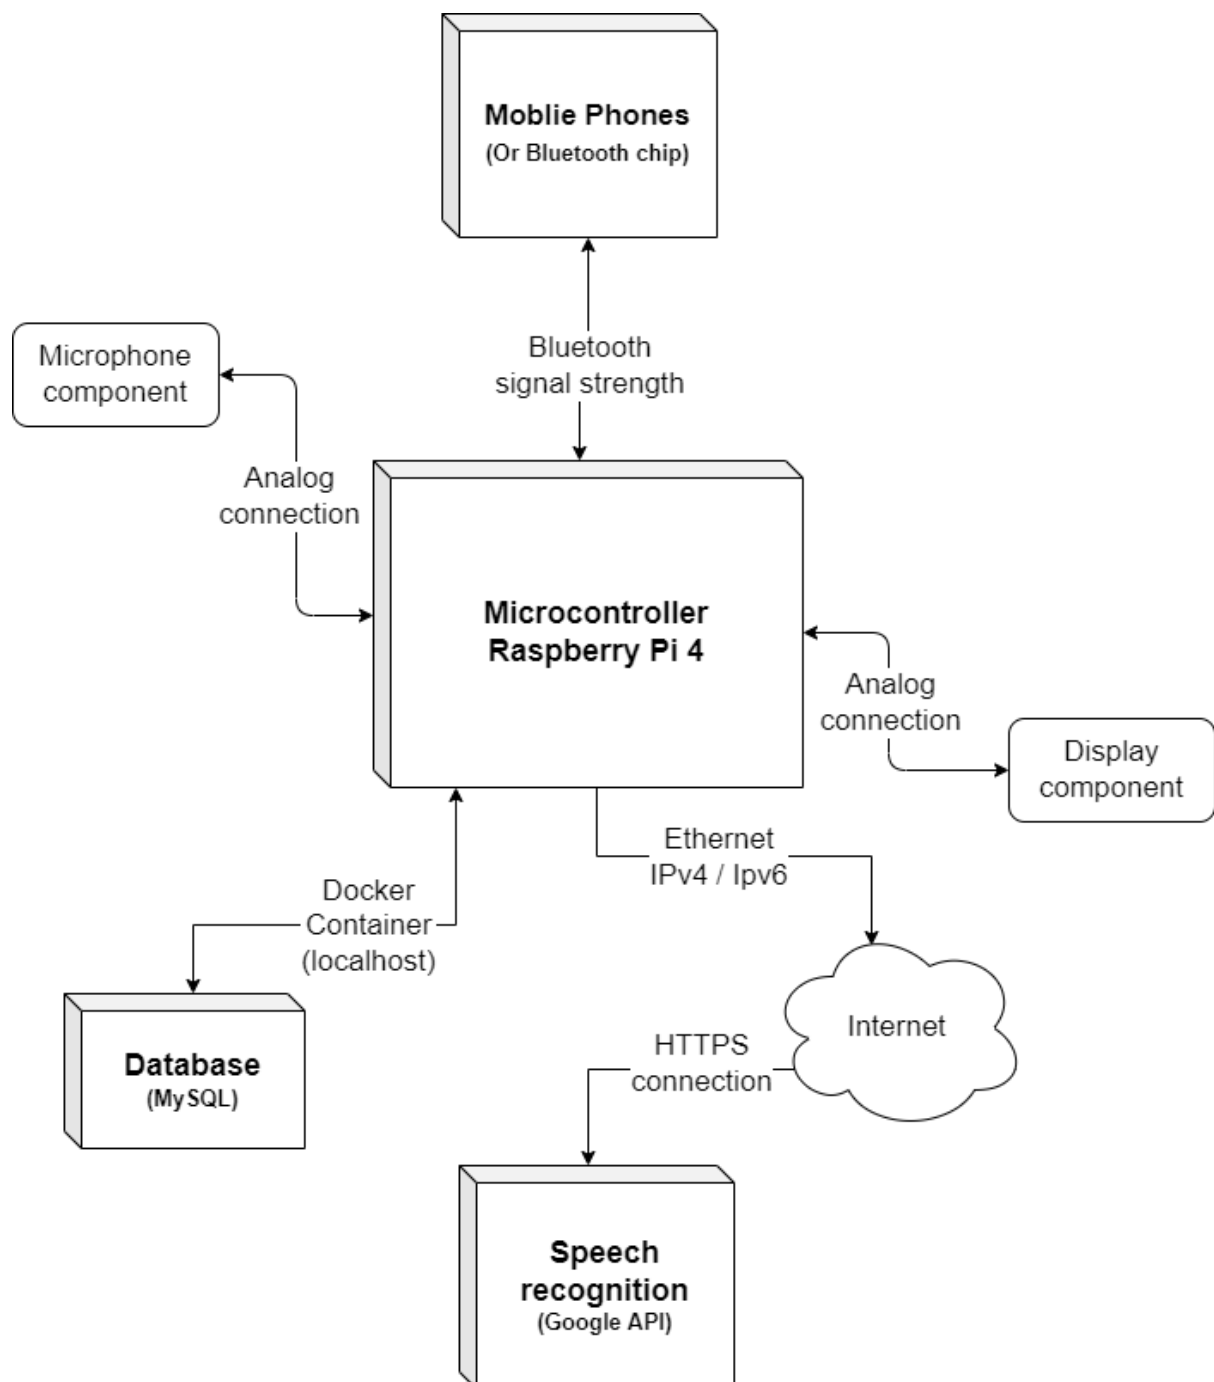 Moblie Phones
(Or Bluetooth chip)
Bluetooth
signal strength
Microphone
component
Analog
connection
Microcontroller
Raspberry Pi 4
Analog
connection
Display
component
Ethernet
IPv4 / Ipv6
Docker
Container
(localhost)
Internet
Database
(MySQL)
HTTPS
connection
Speech
recognition
(Google API)